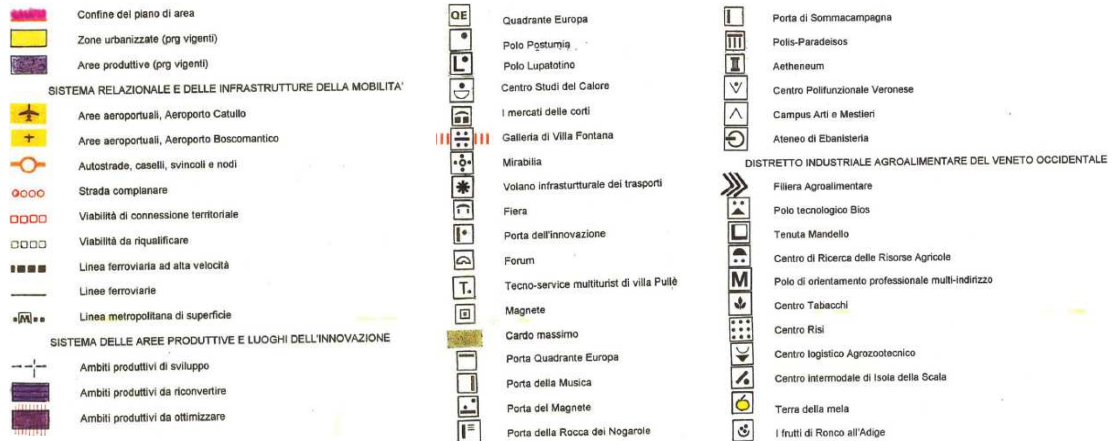 Confine del piano di area
Zone urbanizzate (prg vigenti)
Aree produttive (prg vigenti)
SISTEMA RELAZIONALE E DELLE INFRASTRUTTURE DELLA MOBILITA'
Aree aeroportuali, Aeroporto Catullo
Aree aeroportuali, Aeroporto Boscomantico
Autostrade, caselli, svincoli e nodi
Strada complanare
Viabilità di connessione territoriale
Viabilità da riqualificare
Linea ferroviaria ad alta velocità
Linee ferroviarie
M Linea metropolitana di superficie
SISTEMA DELLE AREE PRODUTTIVE E LUOGHI DELL'INNOVAZIONE
Ambiti produttivi di sviluppo
Ambiti produttivi da riconvertire
Ambiti produttivi da ottimizzare
QE Quadrante Europa
Polo Postumia
L Polo Lupatotino
Centro Studi del Calore
I mercati delle corti
Galleria di Villa Fontana
Mirabilia
Volano infrasturtturale dei trasporti
Fiera
Porta dell'innovazione
Forum
T. Tecno-service multiturist di villa Pullè
Magnete
Cardo massimo
Porta Quadrante Europa
Porta della Musica
Porta del Magnete
Porta della Rocca dei Nogarole
Porta di Sommacampagna
Polis-Paradeisos
Aetheneum
Centro Polifunzionale Veronese
Campus Arti e Mestieri
Ateneo di Ebanisteria
DISTRETTO INDUSTRIALE AGROALIMENTARE DEL VENETO OCCIDENTALE
Filiera Agroalimentare
Polo tecnologico Bios
Tenuta Mandello
Centro di Ricerca delle Risorse Agricole
M Polo di orientamento professionale multi-indirizzo
Centro Tabacchi
Centro Risi
Centro logistico Agrozootecnico
Centro intermodale di Isola della Scala
Terra della mela
I frutti di Ronco all'Adige